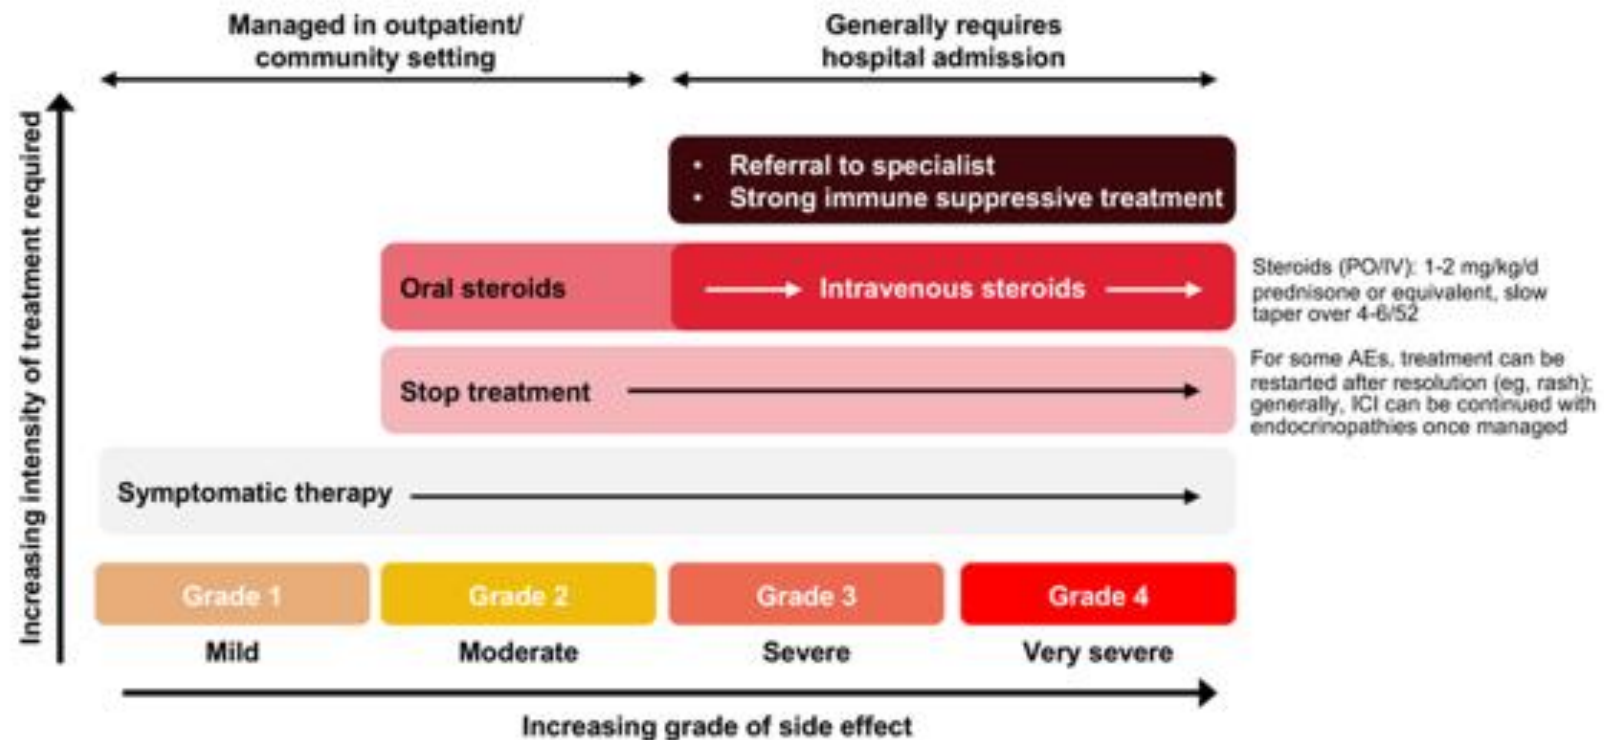 Managed in outpatient/
community setting
Generally requires
hospital admission
Increasing intensity of treatment required
• Referral to specialist
• Strong immune suppressive treatment
Oral steroids
Intravenous steroids
Steroids (PO/IV): 1-2 mg/kg/d
prednisone or equivalent, slow
taper over 4-6/52
Stop treatment
For some AEs, treatment can be
restarted after resolution (eg, rash);
generally, ICI can be continued with
endocrinopathies once managed
Symptomatic therapy
Grade 1
Grade 2
Grade 3
Grade 4
Mild
Moderate
Severe
Very severe
Increasing grade of side effect